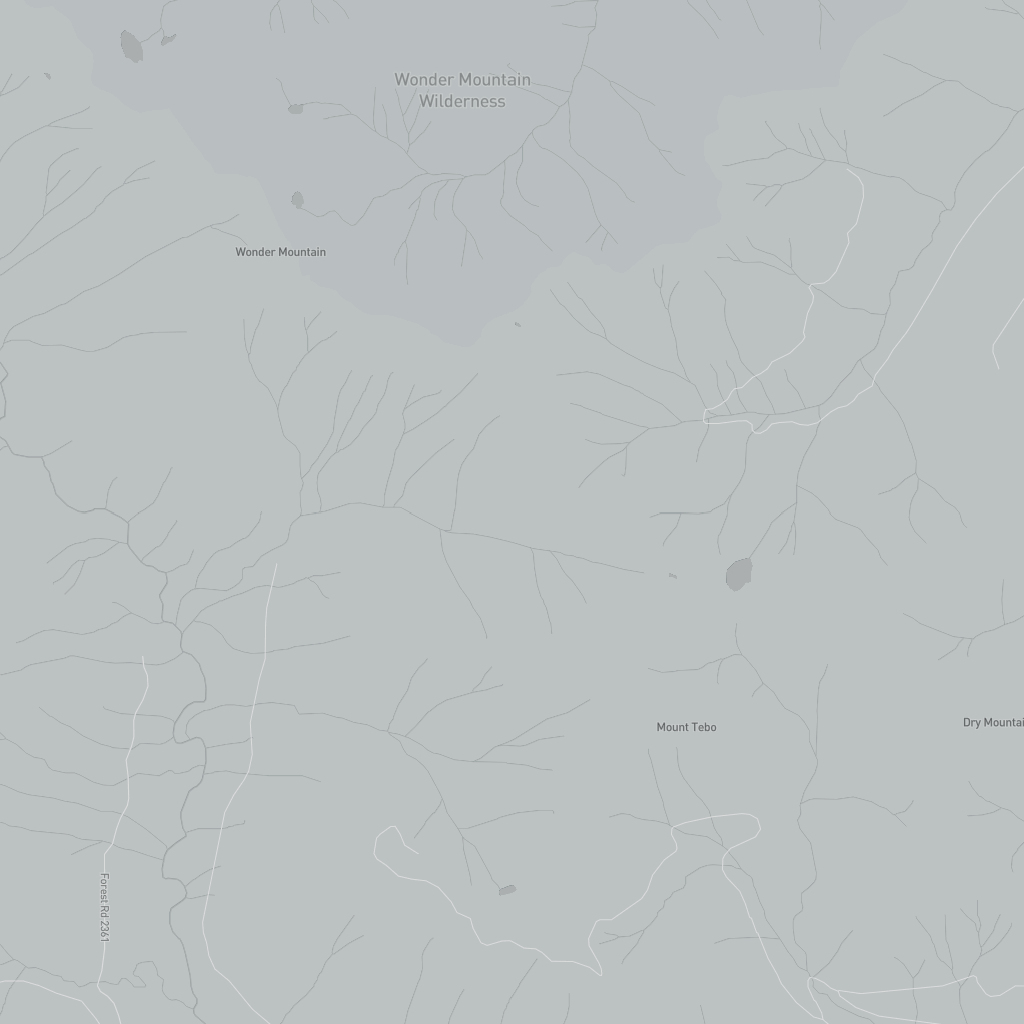 Wonder Mountain
Wilderness
Wonder Mountain
Mount Tebo
Dry Mountai
Forest Rd 2361